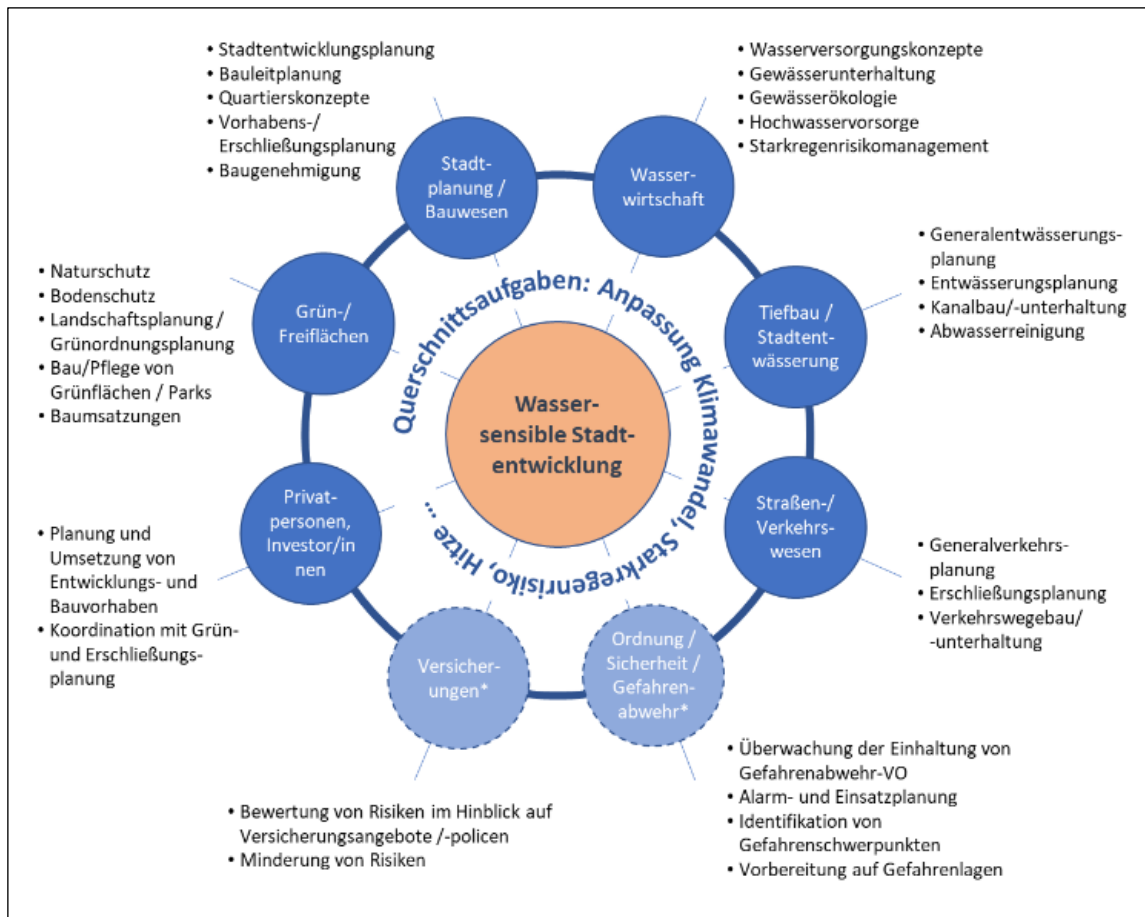 • Stadtentwicklungsplanung
• Bauleitplanung
• Quartierskonzepte
• Vorhabens-/
Erschließungsplanung
• Baugenehmigung
• Wasserversorgungskonzepte
• Gewässerunterhaltung
• Gewässerökologie
• Hochwasservorsorge
• Starkregenrisikomanagement
Stadt-
planung /
Bauwesen
Wasser-
wirtschaft
• Naturschutz
• Bodenschutz
• Landschaftsplanung /
Grünordnungsplanung
• Bau/Pflege von
Grünflächen / Parks
• Baumsatzungen
Grün-/
Freiflächen
Tiefbau /
Stadtent-
wässerung
• Generalentwässerungs-
planung
• Entwässerungsplanung
• Kanalbau/-unterhaltung
• Abwasserreinigung
Querschnittsaufgaben: Anpassung Klimawandel, Starkregenrisiko, Hitze ...
Wasser-
sensible Stadt-
entwicklung
Privat-
personen,
Investor/in
nen
• Planung und
Umsetzung von
Entwicklungs- und
Bauvorhaben
• Koordination mit Grün-
und Erschließungs-
planung
Straßen-/
Verkehrs-
wesen
• Generalverkehrs-
planung
• Erschließungsplanung
• Verkehrswegebau/
-unterhaltung
Versicher-
ungen*
Ordnung /
Sicherheit /
Gefahren-
abwehr*
• Bewertung von Risiken im Hinblick auf
Versicherungsangebote /-policen
• Minderung von Risiken
• Überwachung der Einhaltung von
Gefahrenabwehr-VO
• Alarm- und Einsatzplanung
• Identifikation von
Gefahrenschwerpunkten
• Vorbereitung auf Gefahrenlagen